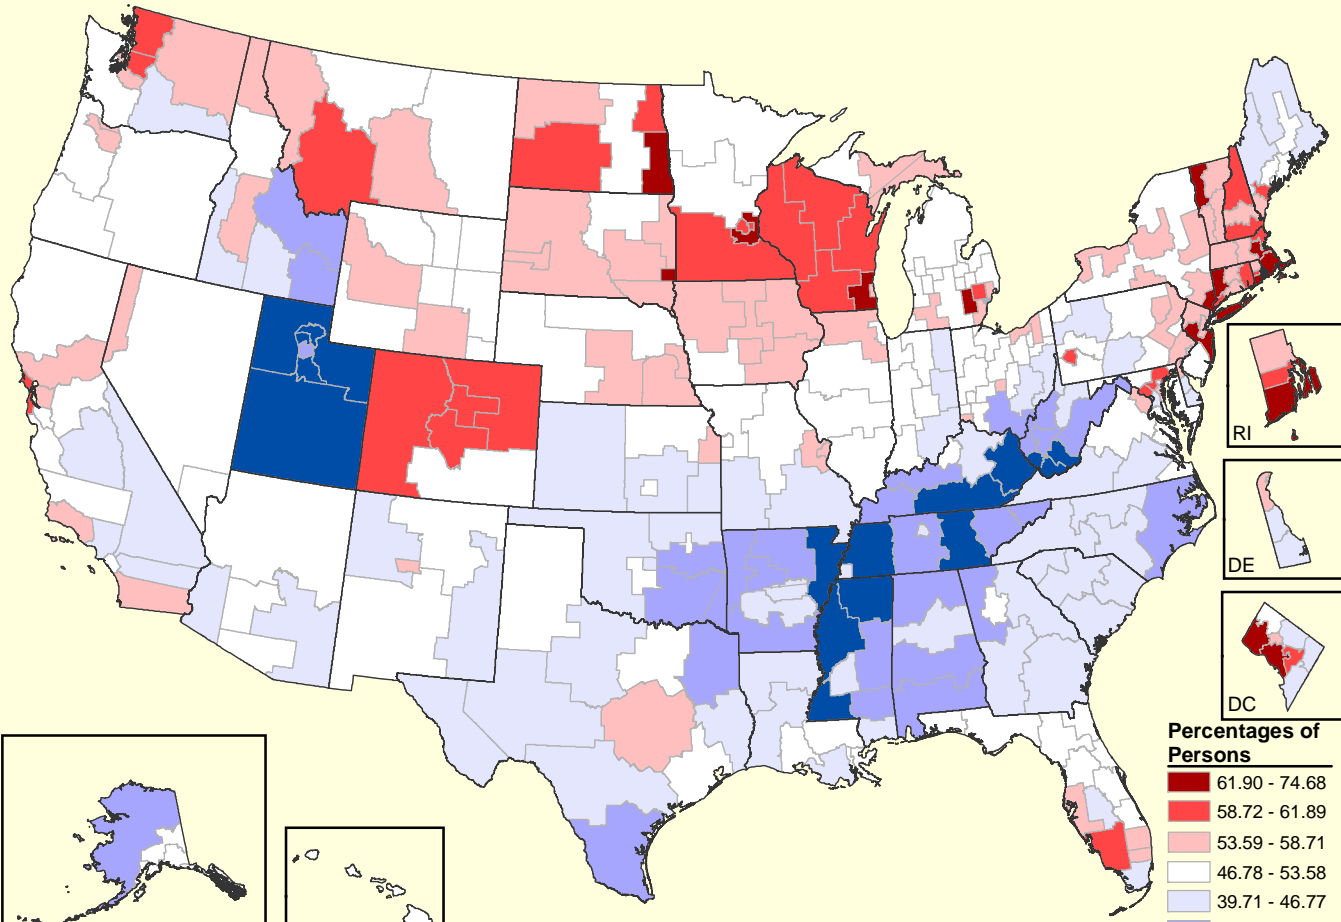 RI
DE
DC
Percentages of
Persons
61.90 - 74.68
58.72 - 61.89
53.59 - 58.71
46.78 - 53.58
39.71 - 46.77